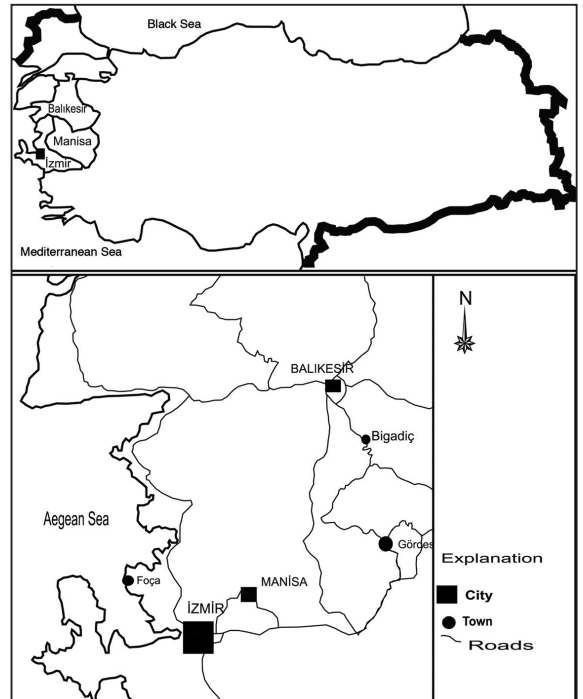 Black Sea
Balıkesir
Manisa
İzmir
Mediterranean Sea
N
BALIKESİR
Bigadiç
Aegean Sea
Gördes
Explanation
Foça
MANİSA
City
İZMİR
Town
Roads